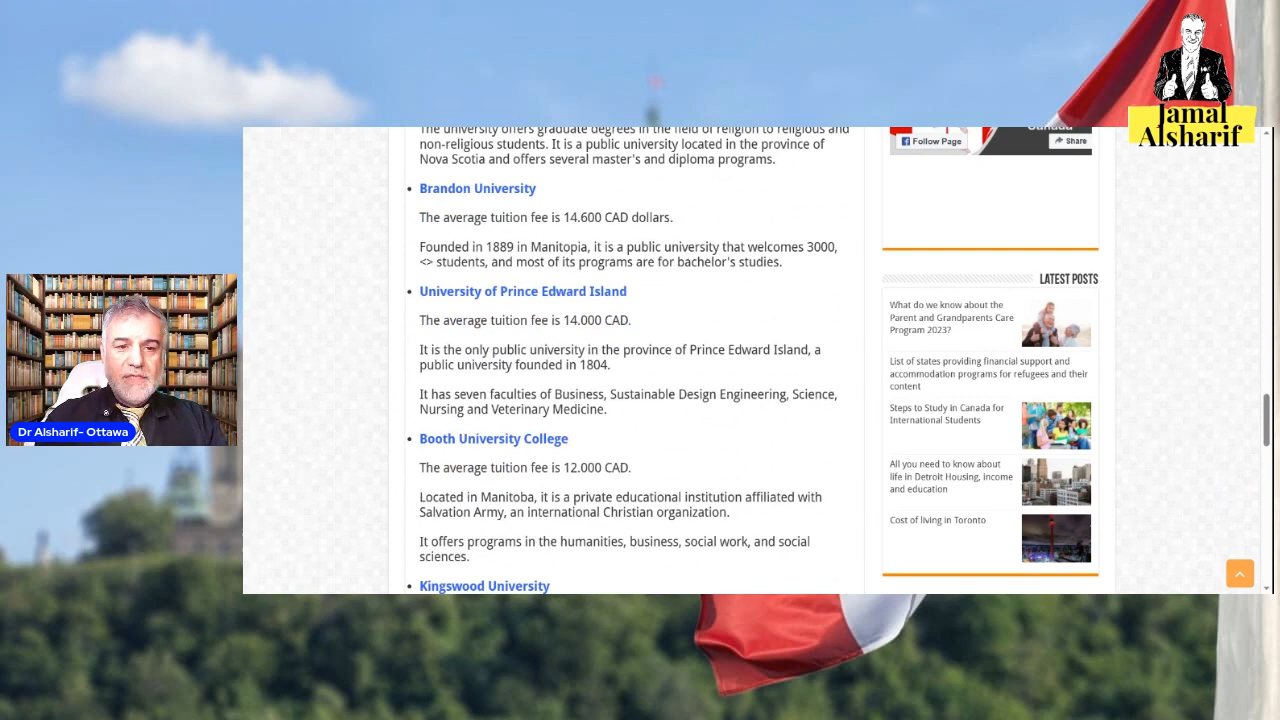 Jamal
Alsharif
The university offers graduate degrees in the field of religion to religious and
non-religious students. It is a public university located in the province of
Nova Scotia and offers several master's and diploma programs.
Brandon University
The average tuition fee is 14.600 CAD dollars.
Founded in 1889 in Manitopia, it is a public university that welcomes 3000,
<> students, and most of its programs are for bachelor's studies.
University of Prince Edward Island
The average tuition fee is 14.000 CAD.
It is the only public university in the province of Prince Edward Island, a
public university founded in 1804.
It has seven faculties of Business, Sustainable Design Engineering, Science,
Nursing and Veterinary Medicine.
Booth University College
The average tuition fee is 12.000 CAD.
Located in Manitoba, it is a private educational institution affiliated with
Salvation Army, an international Christian organization.
It offers programs in the humanities, business, social work, and social
sciences.
Kingswood University
Canada
Follow Page
Share
LATEST POSTS
What do we know about the
Parent and Grandparents Care
Program 2023?
List of states providing financial support and
accommodation programs for refugees and their
content
Steps to Study in Canada for
International Students
All you need to know about
life in Detroit Housing, income
and education
Cost of living in Toronto
Dr Alsharif- Ottawa